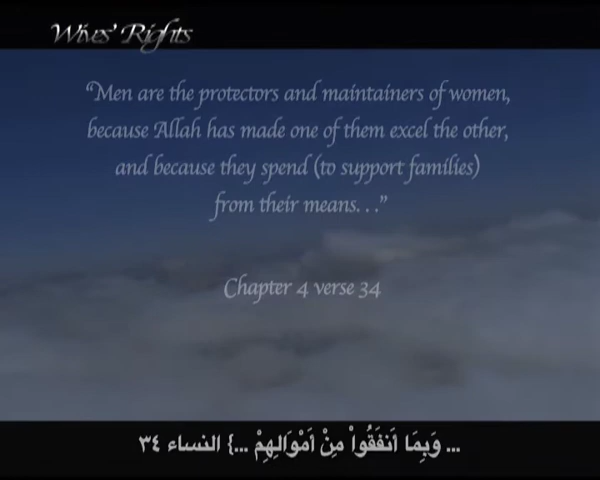 Wives' Rights
“Men are the protectors and maintainers of women,
because Allah has made one of them excel the other,
and because they spend (to support families)
from their means. . .”
Chapter 4 verse 34
... وَبِمَا أَنفَقُواْ مِنْ أَمْوَالِهِمْ ...} النساء ٣٤